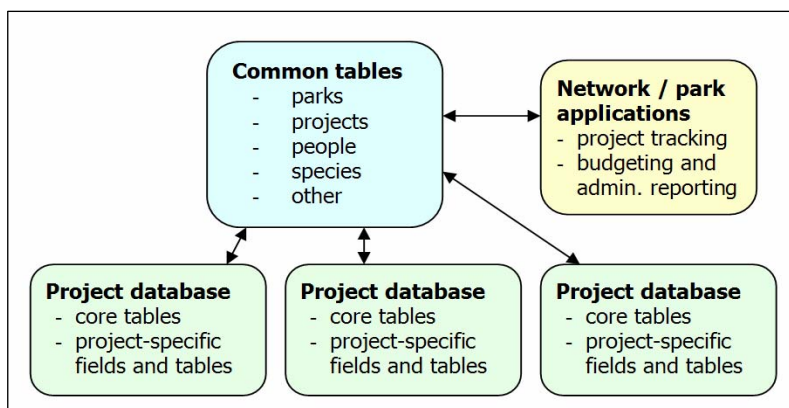 Common tables
- parks
- projects
- people
- species
- other
Network / park
applications
- project tracking
- budgeting and
admin. reporting
Project database
- core tables
- project-specific
fields and tables
Project database
- core tables
- project-specific
fields and tables
Project database
- core tables
- project-specific
fields and tables